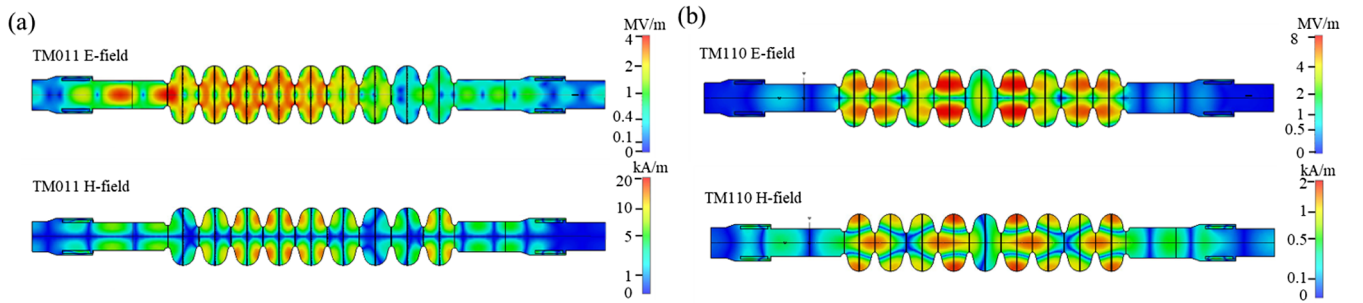 (a)
TM011 E-field
MV/m
4
2
1
0.4
0.1
0
TM011 H-field
kA/m
20
10
5
1
0
(b)
TM110 E-field
MV/m
8
4
2
1
0.5
0
TM110 H-field
kA/m
2
1
0.5
0.1
0